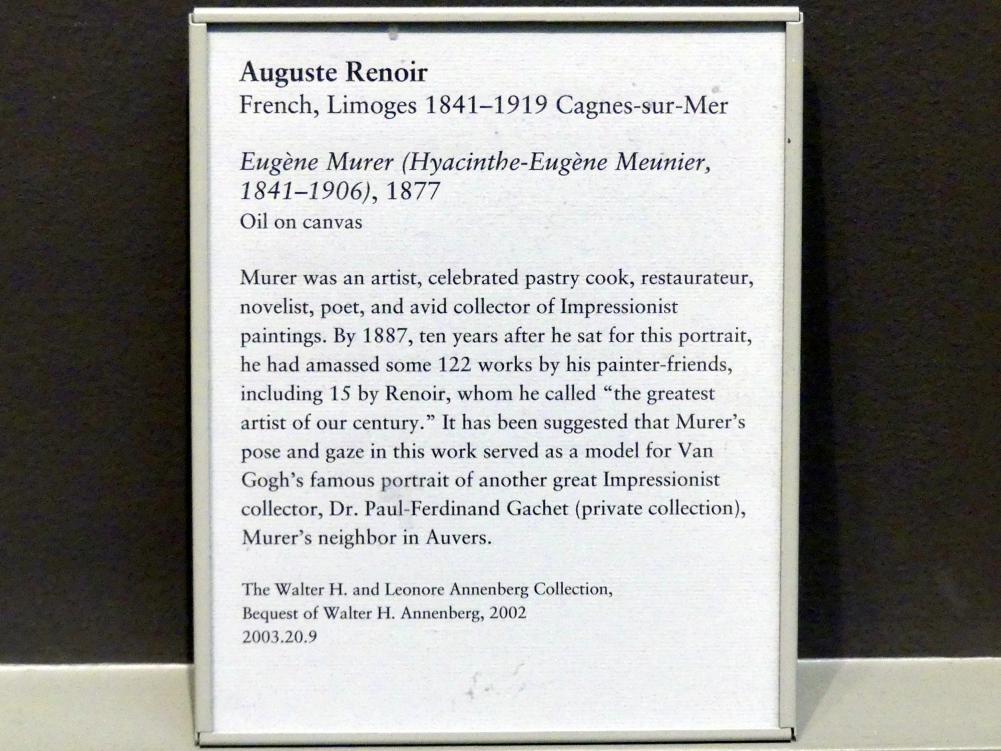 Auguste Renoir
French, Limoges 1841–1919 Cagnes-sur-Mer
Eugène Murer (Hyacinthe-Eugène Meunier,
1841–1906), 1877
Oil on canvas
Murer was an artist, celebrated pastry cook, restaurateur,
novelist, poet, and avid collector of Impressionist
paintings. By 1887, ten years after he sat for this portrait,
he had amassed some 122 works by his painter-friends,
including 15 by Renoir, whom he called “the greatest
artist of our century.” It has been suggested that Murer’s
pose and gaze in this work served as a model for Van
Gogh’s famous portrait of another great Impressionist
collector, Dr. Paul-Ferdinand Gachet (private collection),
Murer’s neighbor in Auvers.
The Walter H. and Leonore Annenberg Collection,
Bequest of Walter H. Annenberg, 2002
2003.20.9